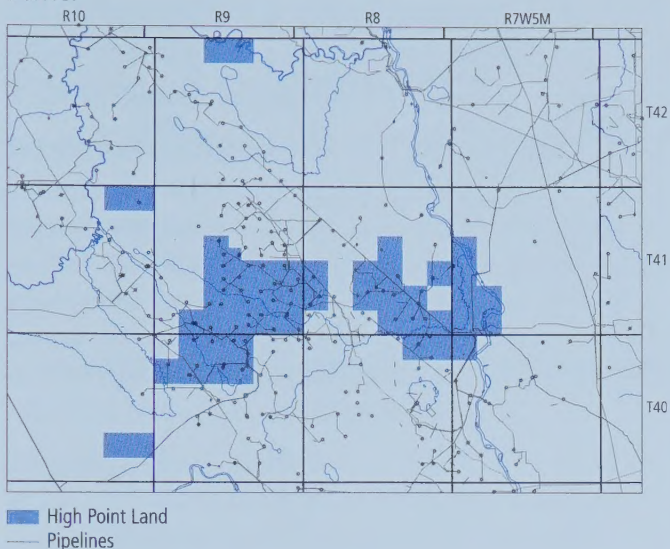 R10 R9 R8 R7W5M
T42
T41
T40
High Point Land
Pipelines